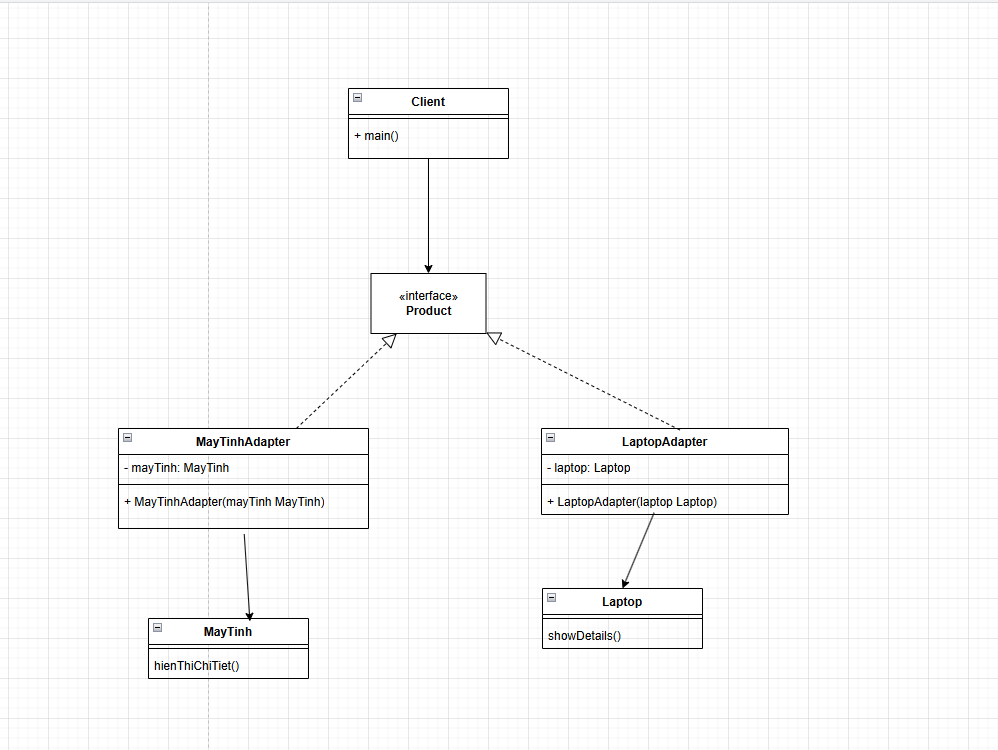 Client
+ main()
«interface»
Product
MayTinhAdapter
- mayTinh: MayTinh
+ MayTinhAdapter(mayTinh MayTinh)
LaptopAdapter
- laptop: Laptop
+ LaptopAdapter(laptop Laptop)
MayTinh
hienThiChiTiet()
Laptop
showDetails()